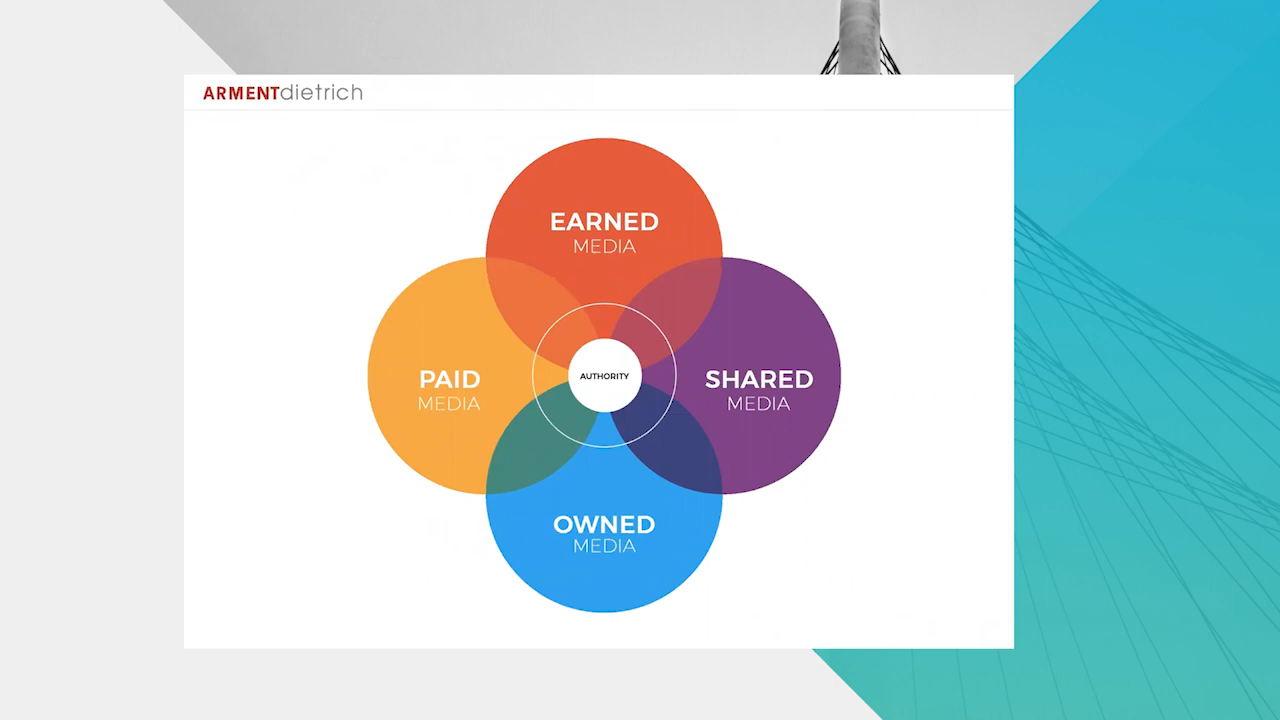 ARMENTdietrich
EARNED
MEDIA
PAID
MEDIA
AUTHORITY
SHARED
MEDIA
OWNED
MEDIA